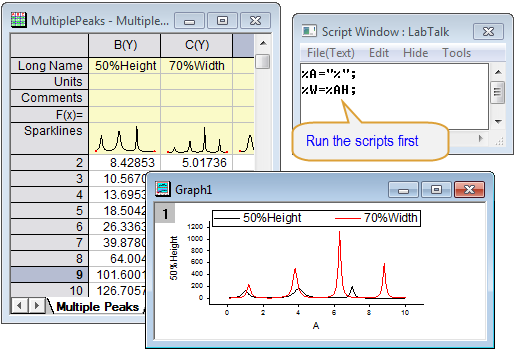 MultiplePeaks - Multiple...
B(Y) C(Y)
Long Name 50%Height 70%Width
Units
Comments
F(x)=
Sparklines
2 8.42853 5.01736
3 10.5670
4 13.6953
5 18.5042
6 26.3363
7 39.8780
8 64.004
9 101.6001
10 126.7057
Multiple Peaks
Script Window : LabTalk
File(Text) Edit Hide Tools
%A="%";
%W=%AH;
Run the scripts first
Graph1
1
50%Height 70%Width
1200
1000
800
600
400
200
0
50%Height
0 2 4 6 8 10
A